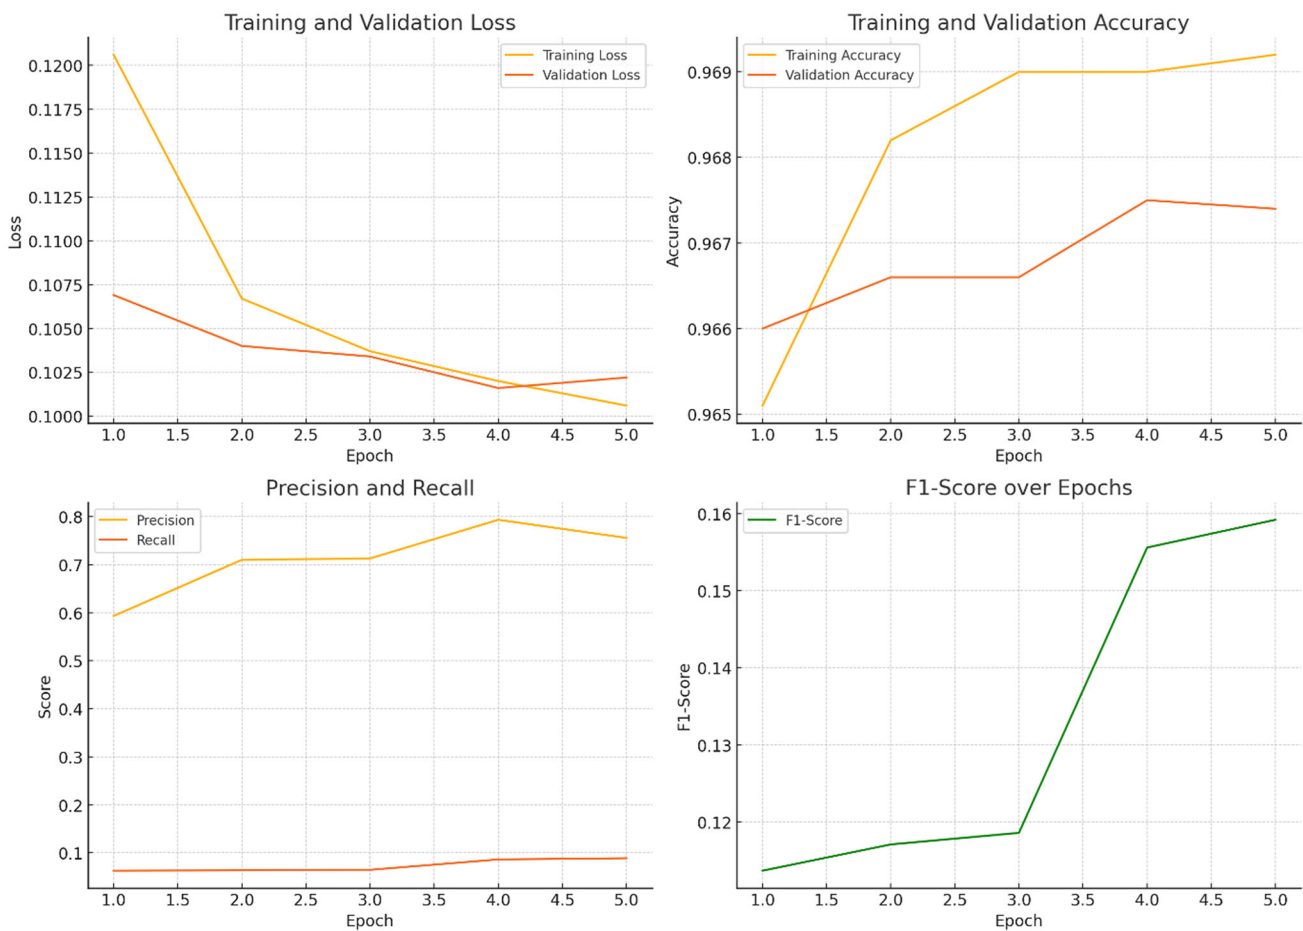 Training and Validation Loss
Training Loss
Validation Loss
0.1200
0.1175
0.1150
0.1125
0.1100
0.1075
0.1050
0.1025
0.1000
Loss
1.0 1.5 2.0 2.5 3.0 3.5 4.0 4.5 5.0
Epoch
Training and Validation Accuracy
Training Accuracy
Validation Accuracy
0.969
0.968
0.967
0.966
0.965
Accuracy
1.0 1.5 2.0 2.5 3.0 3.5 4.0 4.5 5.0
Epoch
Precision and Recall
Precision
Recall
0.8
0.7
0.6
0.5
0.4
0.3
0.2
0.1
Score
1.0 1.5 2.0 2.5 3.0 3.5 4.0 4.5 5.0
Epoch
F1-Score over Epochs
F1-Score
0.16
0.15
0.14
0.13
0.12
F1-Score
1.0 1.5 2.0 2.5 3.0 3.5 4.0 4.5 5.0
Epoch